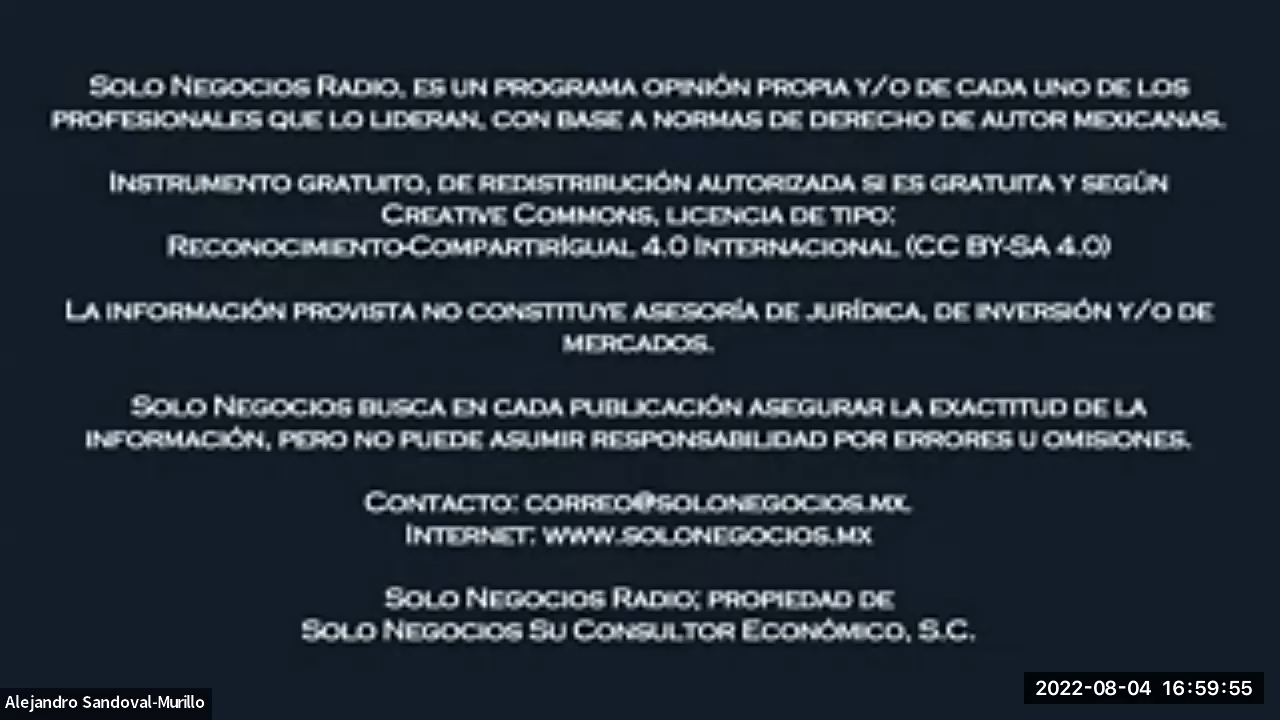 Solo Negocios Radio, es un programa opinión propia y/o de cada uno de los
profesionales que lo lideran, con base a normas de derecho de autor mexicanas.
Instrumento gratuito, de redistribución autorizada si es gratuita y según
Creative Commons, licencia de tipo:
Reconocimiento-CompartirIgual 4.0 Internacional (CC BY-SA 4.0)
La información provista no constituye asesoría de jurídica, de inversión y/o de
mercados.
Solo Negocios busca en cada publicación asegurar la exactitud de la
información, pero no puede asumir responsabilidad por errores u omisiones.
Contacto: correo@solonegocios.mx.
Internet: www.solonegocios.mx
Solo Negocios Radio; propiedad de
Solo Negocios Su Consultor Económico, S.C.
Alejandro Sandoval-Murillo
2022-08-04 16:59:55